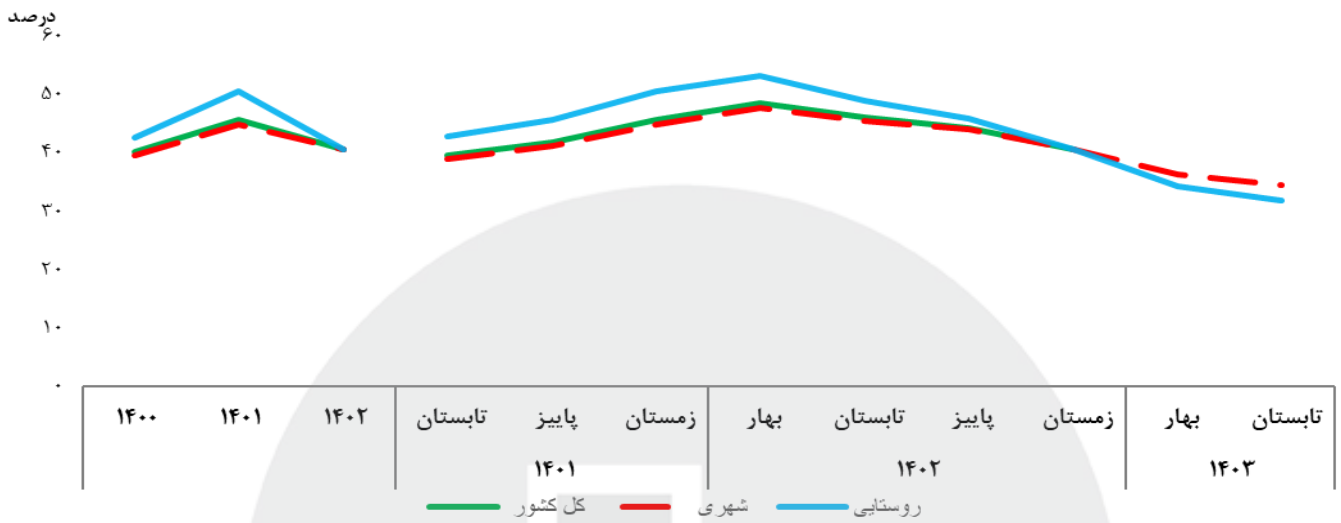 درصد
۶۰
۵۰
۴۰
۳۰
۲۰
۱۰
۰
۱۴۰۰ ۱۴۰۱ ۱۴۰۲ تابستان پاییز زمستان بهار تابستان پاییز زمستان بهار تابستان
۱۴۰۱ ۱۴۰۲ ۱۴۰۳
کل کشور شهری روستایی